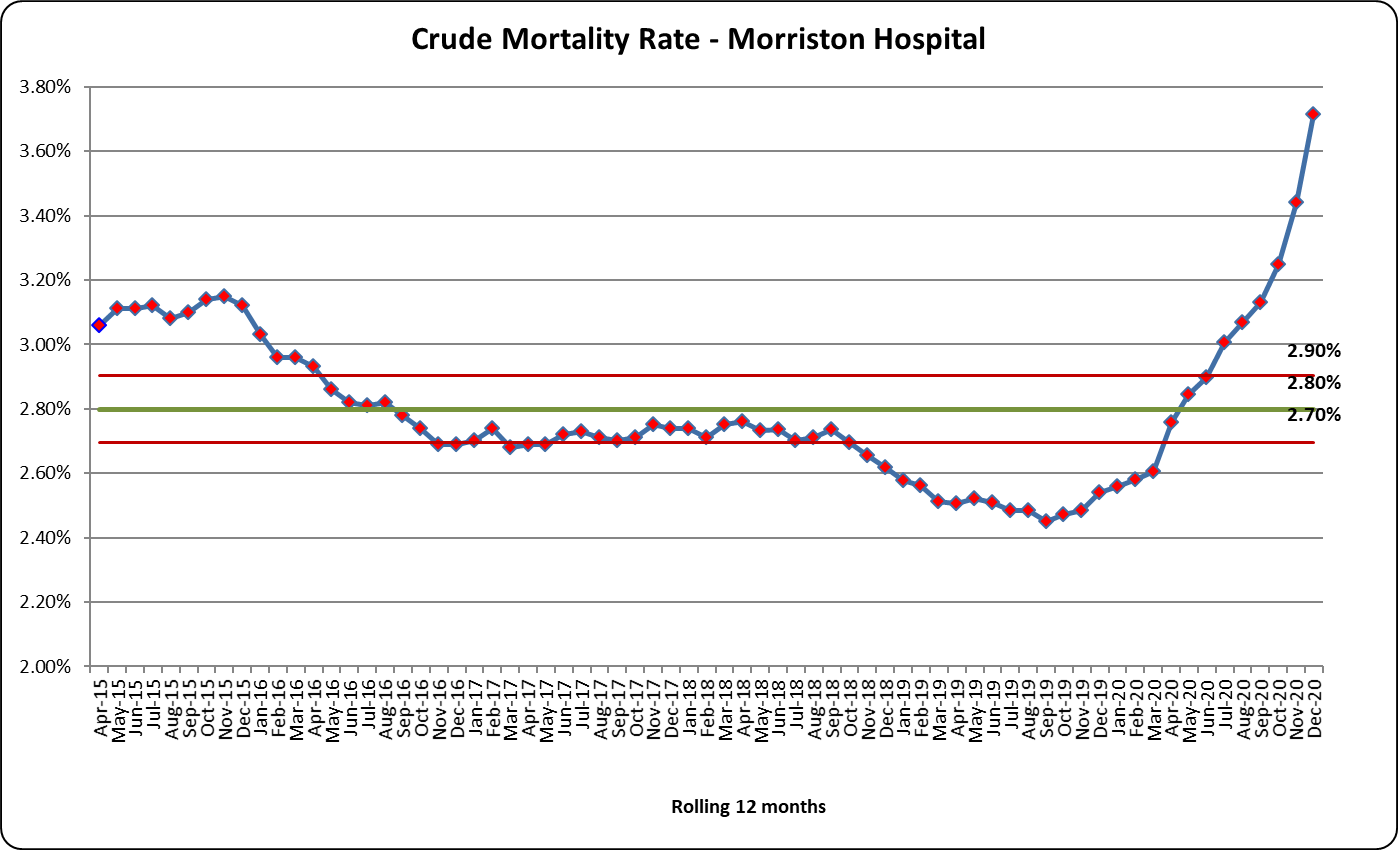 Crude Mortality Rate - Morriston Hospital
3.80%
3.60%
3.40%
3.20%
3.00%
2.80%
2.60%
2.40%
2.20%
2.00%
2.90%
2.80%
2.70%
Apr-15
May-15
Jun-15
Jul-15
Aug-15
Sep-15
Oct-15
Nov-15
Dec-15
Jan-16
Feb-16
Mar-16
Apr-16
May-16
Jun-16
Jul-16
Aug-16
Sep-16
Oct-16
Nov-16
Dec-16
Jan-17
Feb-17
Mar-17
Apr-17
May-17
Jun-17
Jul-17
Aug-17
Sep-17
Oct-17
Nov-17
Dec-17
Jan-18
Feb-18
Mar-18
Apr-18
May-18
Jun-18
Jul-18
Aug-18
Sep-18
Oct-18
Nov-18
Dec-18
Jan-19
Feb-19
Mar-19
Apr-19
May-19
Jun-19
Jul-19
Aug-19
Sep-19
Oct-19
Nov-19
Dec-19
Jan-20
Feb-20
Mar-20
Apr-20
May-20
Jun-20
Jul-20
Aug-20
Sep-20
Oct-20
Nov-20
Dec-20
Rolling 12 months